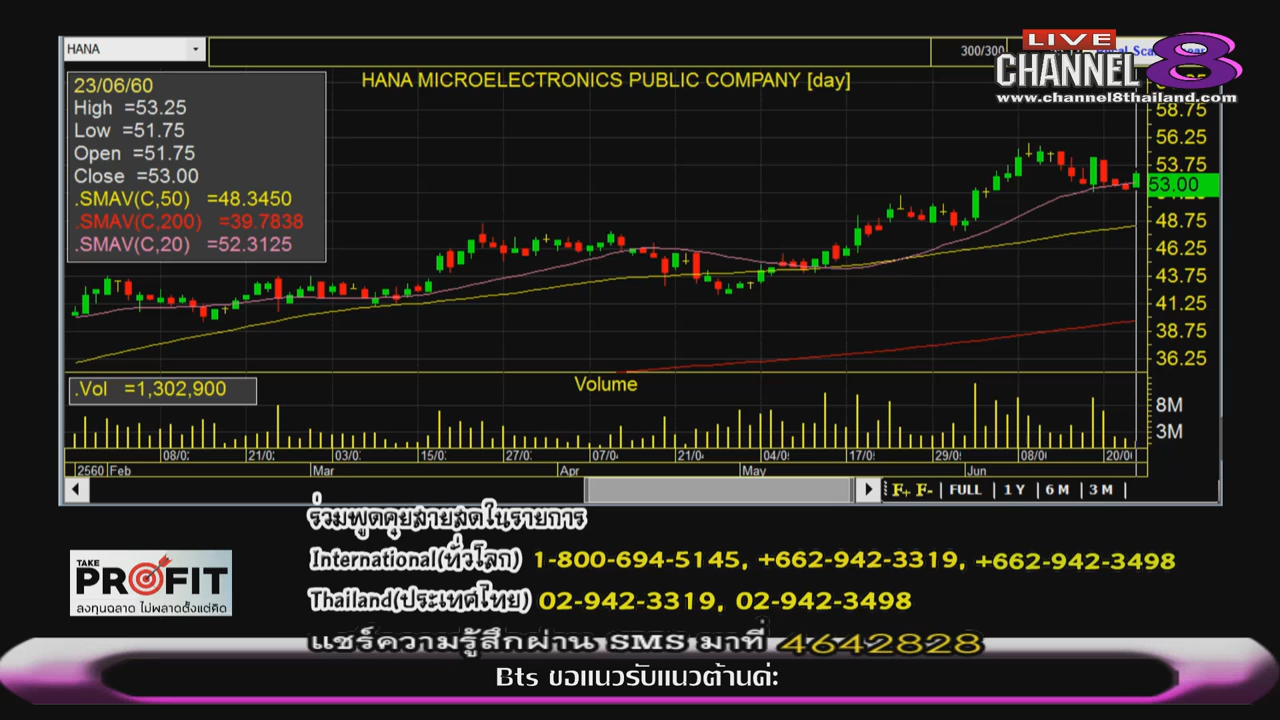 HANA
300/300
LIVE
CHANNEL 8
www.channel8thailand.com
HANA MICROELECTRONICS PUBLIC COMPANY [day]
23/06/60
High =53.25
Low =51.75
Open =51.75
Close =53.00
.SMAV(C,50) =48.3450
.SMAV(C,200) =39.7838
.SMAV(C,20) =52.3125
58.75
56.25
53.75
53.00
48.75
46.25
43.75
41.25
38.75
36.25
.Vol =1,302,900
Volume
8M
3M
08/0 21/0 03/0 15/0 27/0 07/0 21/0 04/0 17/0 29/0 08/0 20/0
2560 Feb Mar Apr May Jun
F+ F- | FULL | 1 Y | 6 M | 3 M |
ร่วมพูดคุยสายสดในรายการ
International(ทั่วโลก) 1-800-694-5145, +662-942-3319, +662-942-3498
TAKE PROFIT
ลงทุนฉลาด ไม่พลาดตั้งแต่คิด
Thailand(ประเทศไทย) 02-942-3319, 02-942-3498
แชร์ความรู้สึกผ่าน SMS มาที่ 4642828
Bts ขอแนวรับแนวต้านค่ะ